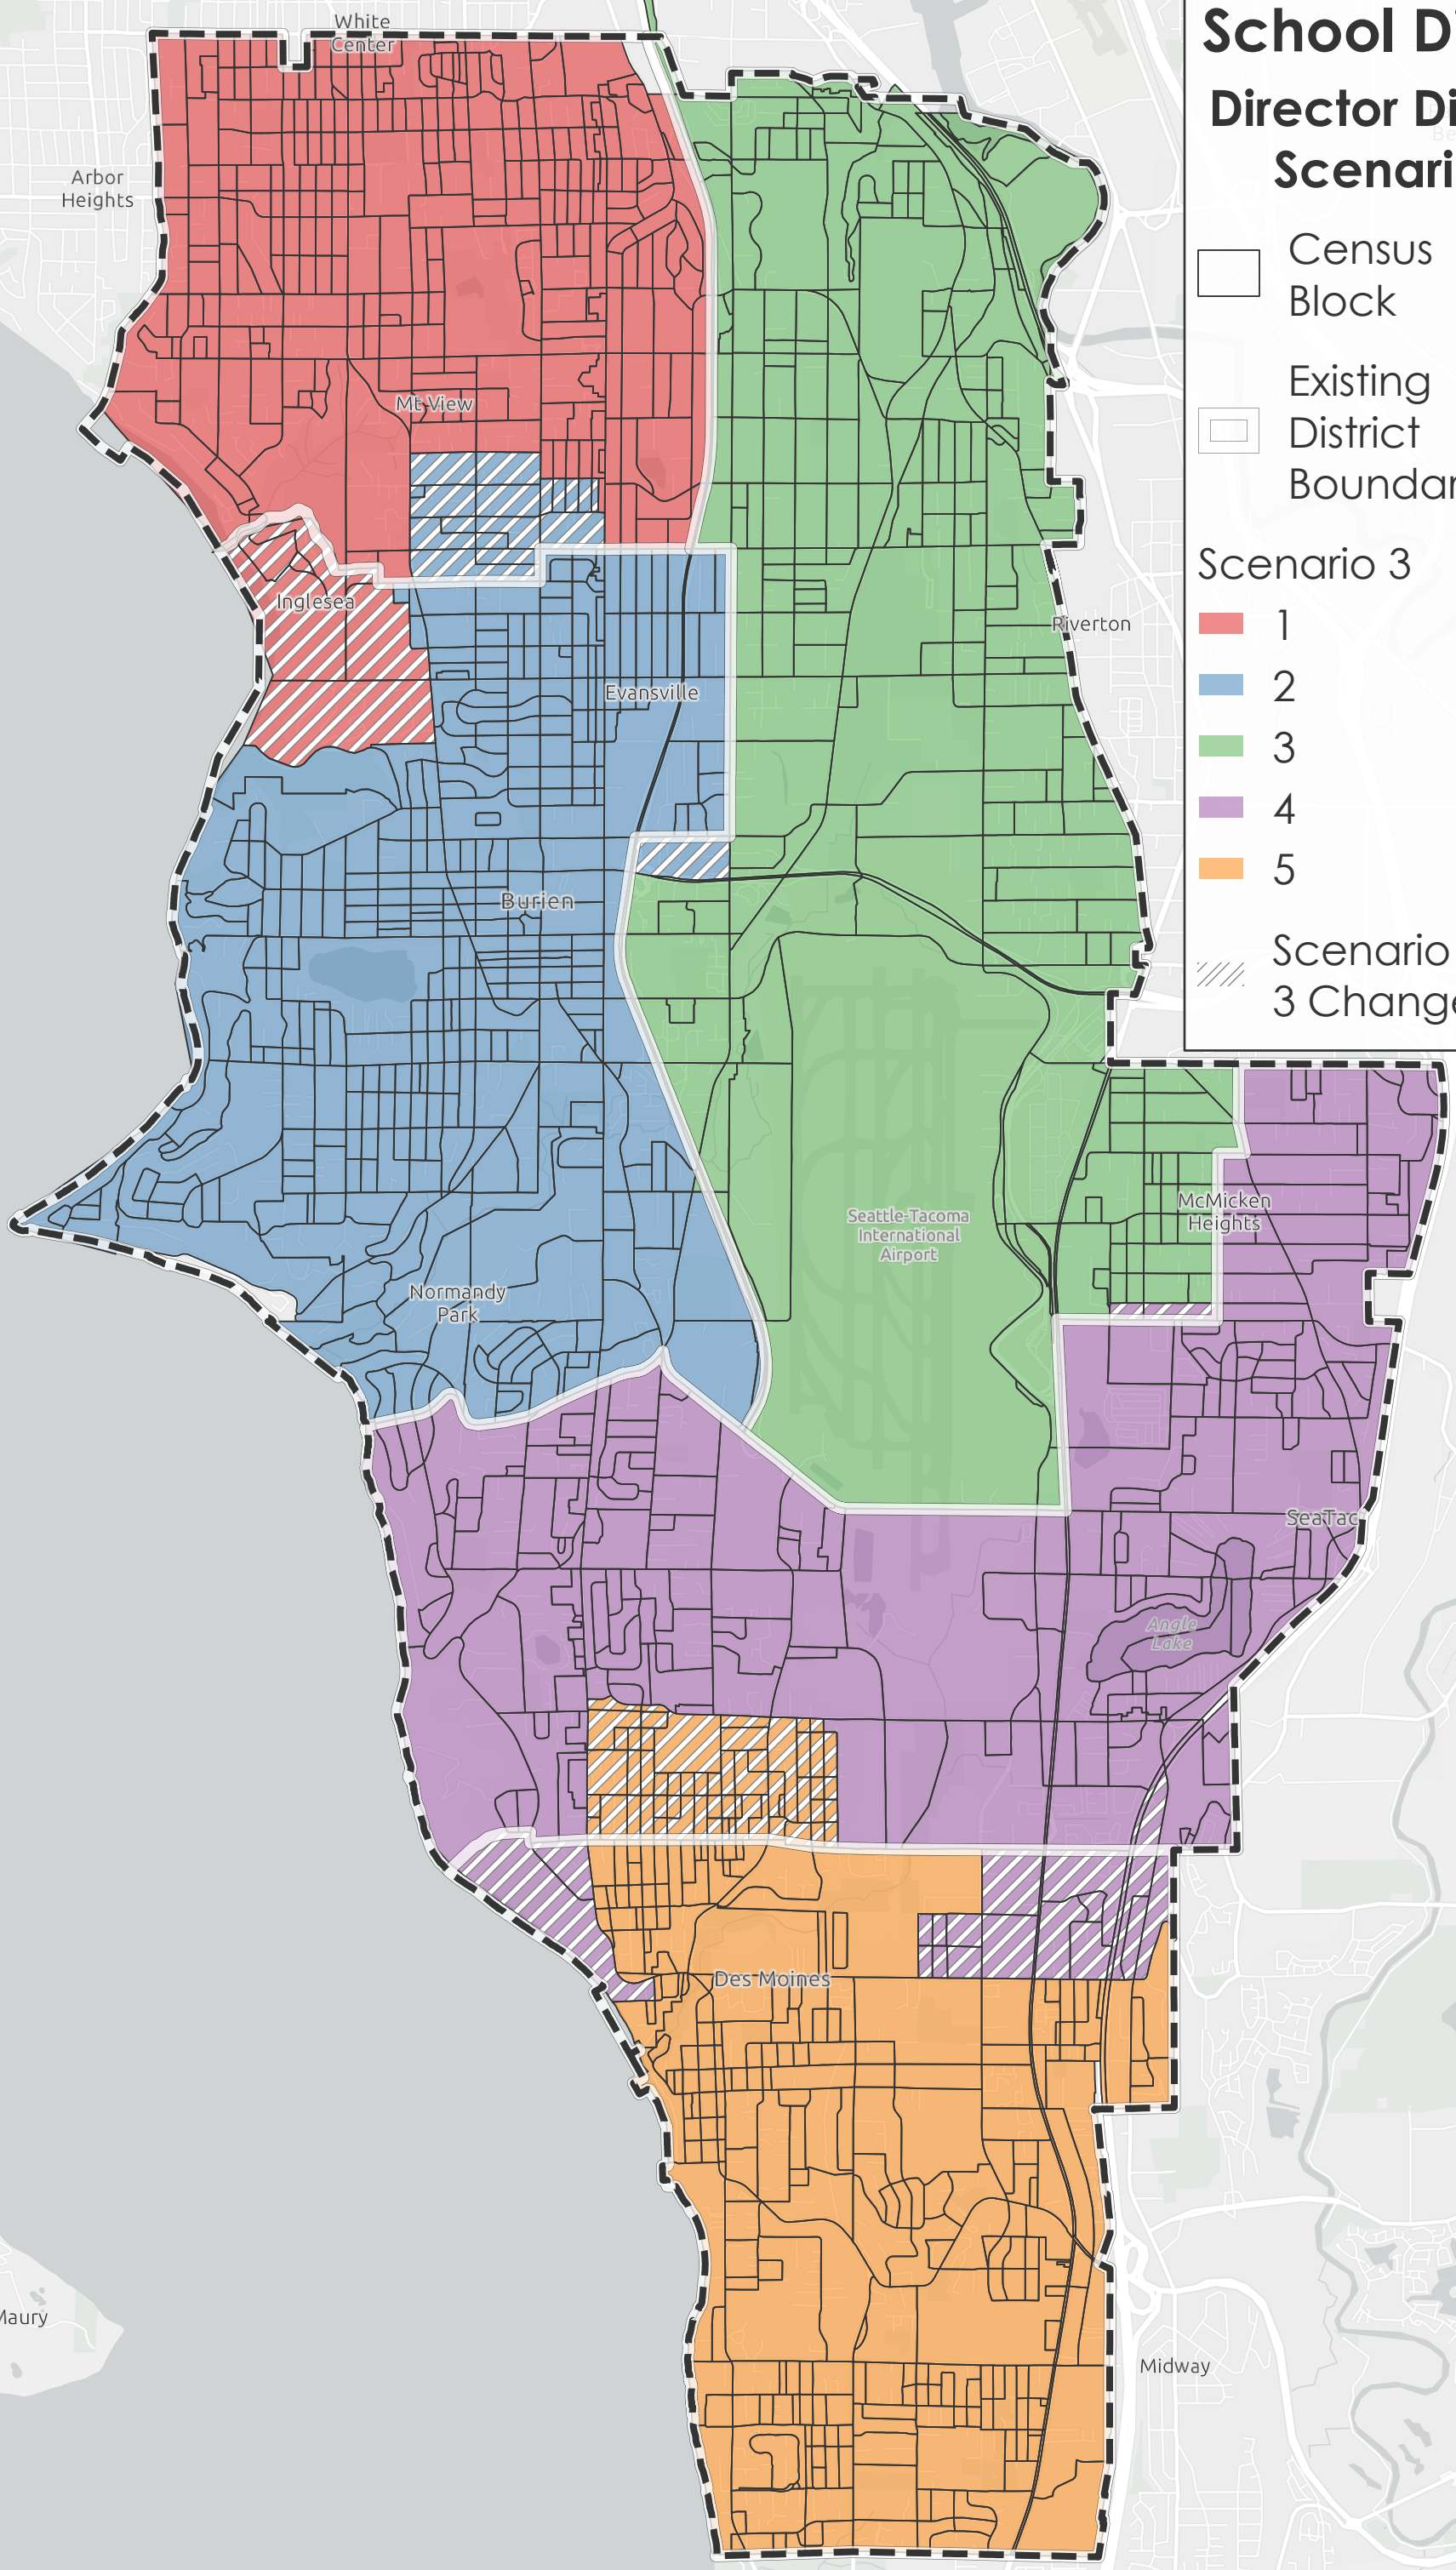 White
Center
Arbor
Heights
Mt View
Inglesea
Evansville
Riverton
Burien
McMicken
Heights
Seattle-Tacoma
International
Airport
Normandy
Park
SeaTac
Angle
Lake
Des Moines
Maury
Midway
School Di
Director Di
Scenari
Census
Block
Existing
District
Boundar
Scenario 3
1
2
3
4
5
Scenario
3 Change